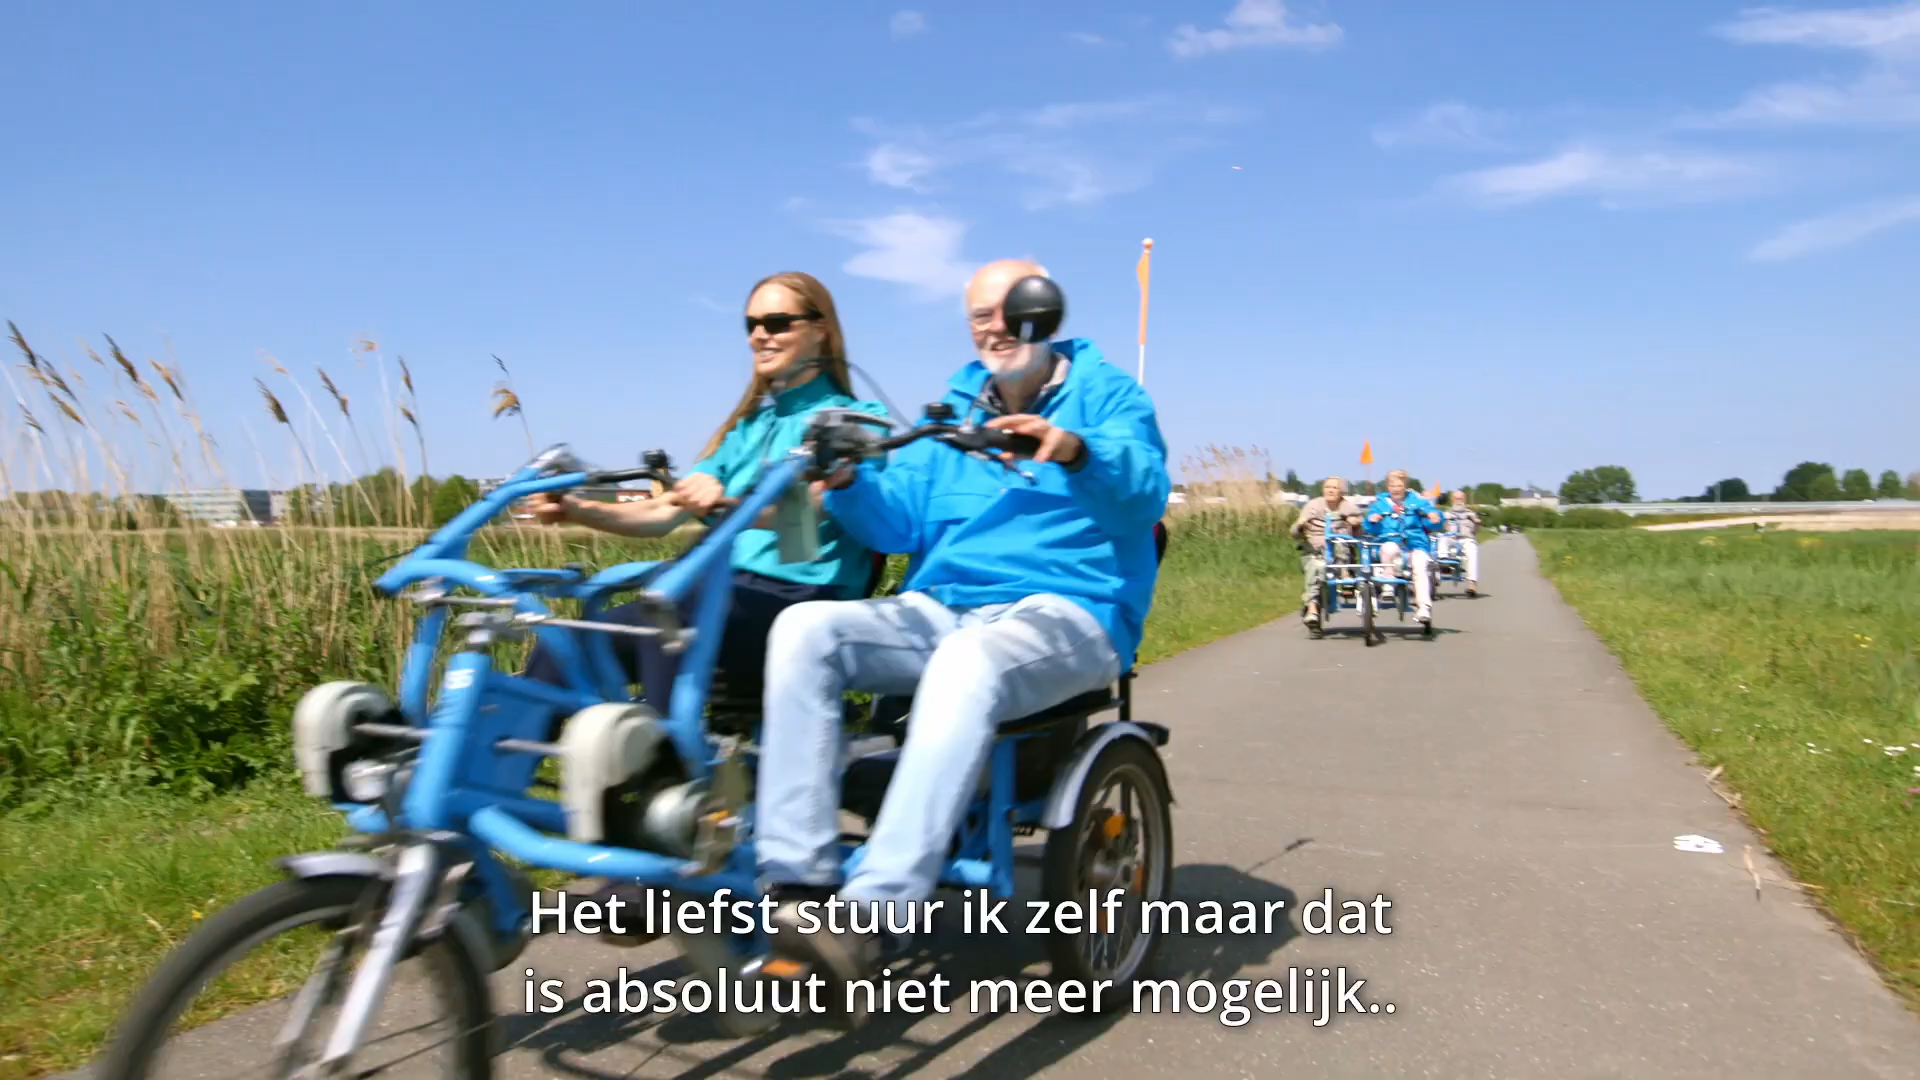 Het liefst stuur ik zelf maar dat
is absoluut niet meer mogelijk..